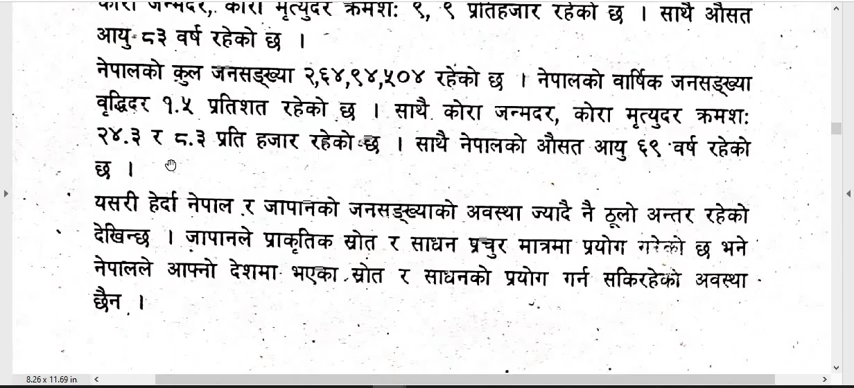 कोरा जन्मदर, कोरा मृत्युदर क्रमशः ९, ९ प्रतिहजार रहेको छ । साथै औसत
आयु ८३ वर्ष रहेको छ ।
नेपालको कुल जनसङ्ख्या २,६४,९४,५०४ रहेको छ । नेपालको वार्षिक जनसङ्ख्या
वृद्धिदर १.५ प्रतिशत रहेको छ । साथै कोरा जन्मदर, कोरा मृत्युदर क्रमशः
२४.३ र ८.३ प्रति हजार रहेको छ । साथै नेपालको औसत आयु ६९ वर्ष रहेको
छ ।
यसरी हेर्दा नेपाल र जापानको जनसङ्ख्याको अवस्था ज्यादै नै ठूलो अन्तर रहेको
देखिन्छ । जापानले प्राकृतिक स्रोत र साधन प्रचुर मात्रमा प्रयोग गरेको छ भने
नेपालले आफ्नो देशमा भएका स्रोत र साधनको प्रयोग गर्न सकिरहेको अवस्था
छैन ।
8.26 x 11.69 in